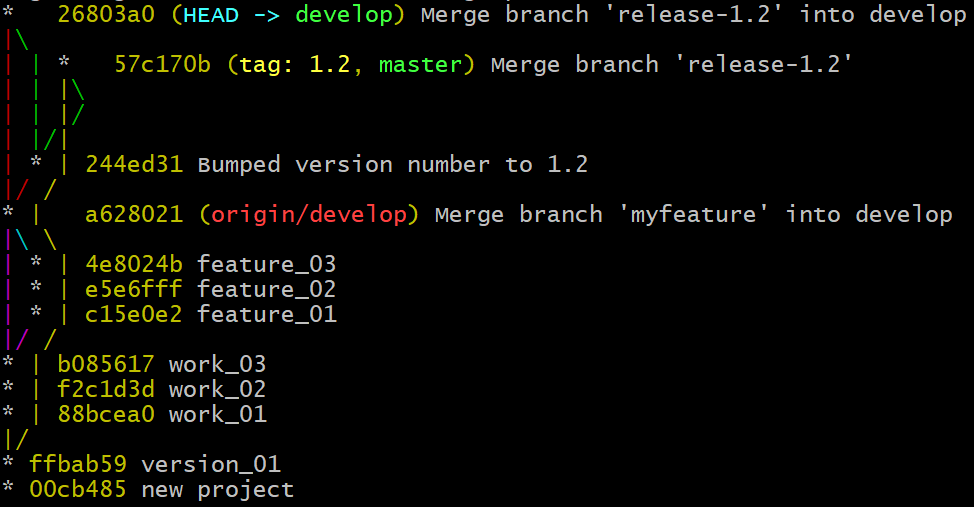 * 26803a0 (HEAD -> develop) Merge branch 'release-1.2' into develop
|\
| | * 57c170b (tag: 1.2, master) Merge branch 'release-1.2'
| | |\
| | |/
| |/|
| * | 244ed31 Bumped version number to 1.2
|/ /
* | a628021 (origin/develop) Merge branch 'myfeature' into develop
|\ \
| * | 4e8024b feature_03
| * | e5e6fff feature_02
| * | c15e0e2 feature_01
|/ /
* | b085617 work_03
* | f2c1d3d work_02
* | 88bcea0 work_01
|/
* ffbab59 version_01
* 00cb485 new project